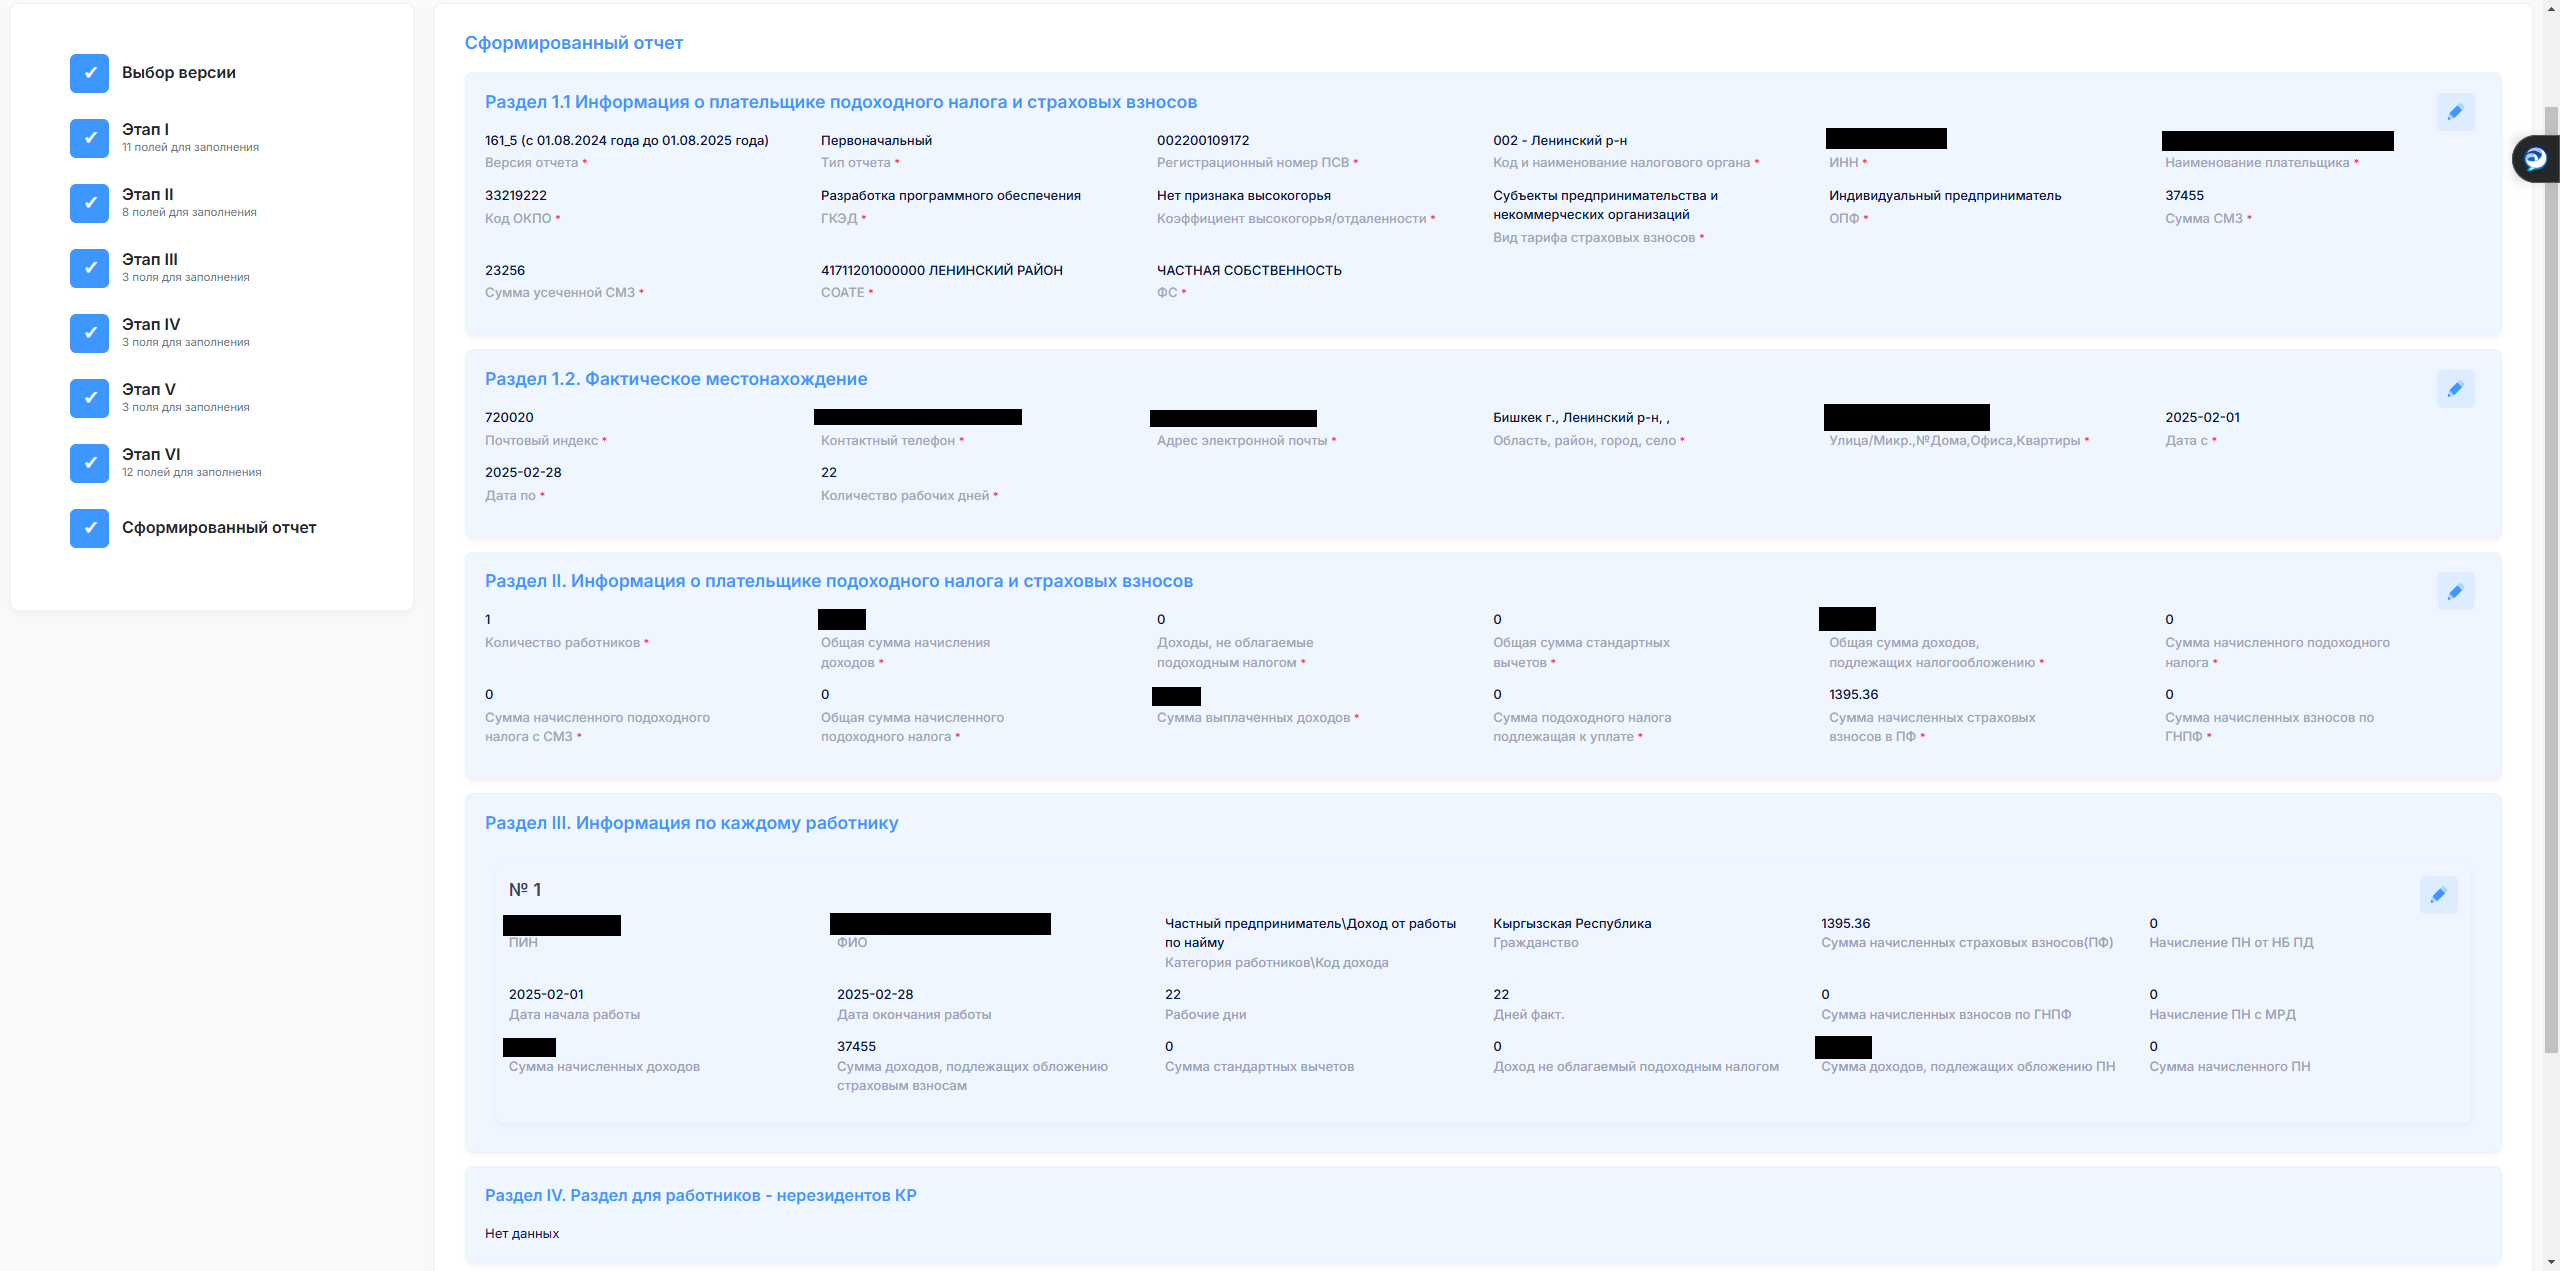 Выбор версии
Этап I
11 полей для заполнения
Этап II
8 полей для заполнения
Этап III
3 поля для заполнения
Этап IV
3 поля для заполнения
Этап V
3 поля для заполнения
Этап VI
12 полей для заполнения
Сформированный отчет
Сформированный отчет
Раздел 1.1 Информация о плательщике подоходного налога и страховых взносов
161_5 (с 01.08.2024 года до 01.08.2025 года)
Версия отчета *
Первоначальный
Тип отчета *
002200109172
Регистрационный номер ПСВ *
002 - Ленинский р-н
Код и наименование налогового органа *
ИНН *
Наименование плательщика *
33219222
Код ОКПО *
Разработка программного обеспечения
ГКЭД *
Нет признака высокогорья
Коэффициент высокогорья/отдаленности *
Субъекты предпринимательства и
некоммерческих организаций
Вид тарифа страховых взносов *
Индивидуальный предприниматель
ОПФ *
37455
Сумма СМЗ *
23256
Сумма усеченной СМЗ *
41711201000000 ЛЕНИНСКИЙ РАЙОН
СОАТЕ *
ЧАСТНАЯ СОБСТВЕННОСТЬ
ФС *
Раздел 1.2. Фактическое местонахождение
720020
Почтовый индекс *
Контактный телефон *
Адрес электронной почты *
Бишкек г., Ленинский р-н, ,
Область, район, город, село *
Улица/Микр.,№Дома,Офиса,Квартиры *
2025-02-01
Дата с *
2025-02-28
Дата по *
22
Количество рабочих дней *
Раздел II. Информация о плательщике подоходного налога и страховых взносов
1
Количество работников *
Общая сумма начисления
доходов *
0
Доходы, не облагаемые
подоходным налогом *
0
Общая сумма стандартных
вычетов *
Общая сумма доходов,
подлежащих налогообложению *
0
Сумма начисленного подоходного
налога *
0
Сумма начисленного подоходного
налога с СМЗ *
0
Общая сумма начисленного
подоходного налога *
Сумма выплаченных доходов *
0
Сумма подоходного налога
подлежащая к уплате *
1395.36
Сумма начисленных страховых
взносов в ПФ *
0
Сумма начисленных взносов по
ГНПФ *
Раздел III. Информация по каждому работнику
№ 1
ПИН
ФИО
Частный предприниматель\Доход от работы
по найму
Категория работников\Код дохода
Кыргызская Республика
Гражданство
1395.36
Сумма начисленных страховых взносов(ПФ)
0
Начисление ПН от НБ ПД
2025-02-01
Дата начала работы
2025-02-28
Дата окончания работы
22
Рабочие дни
22
Дней факт.
0
Сумма начисленных взносов по ГНПФ
0
Начисление ПН с МРД
Сумма начисленных доходов
37455
Сумма доходов, подлежащих обложению
страховым взносам
0
Сумма стандартных вычетов
0
Доход не облагаемый подоходным налогом
Сумма доходов, подлежащих обложению ПН
0
Сумма начисленного ПН
Раздел IV. Раздел для работников - нерезидентов КР
Нет данных